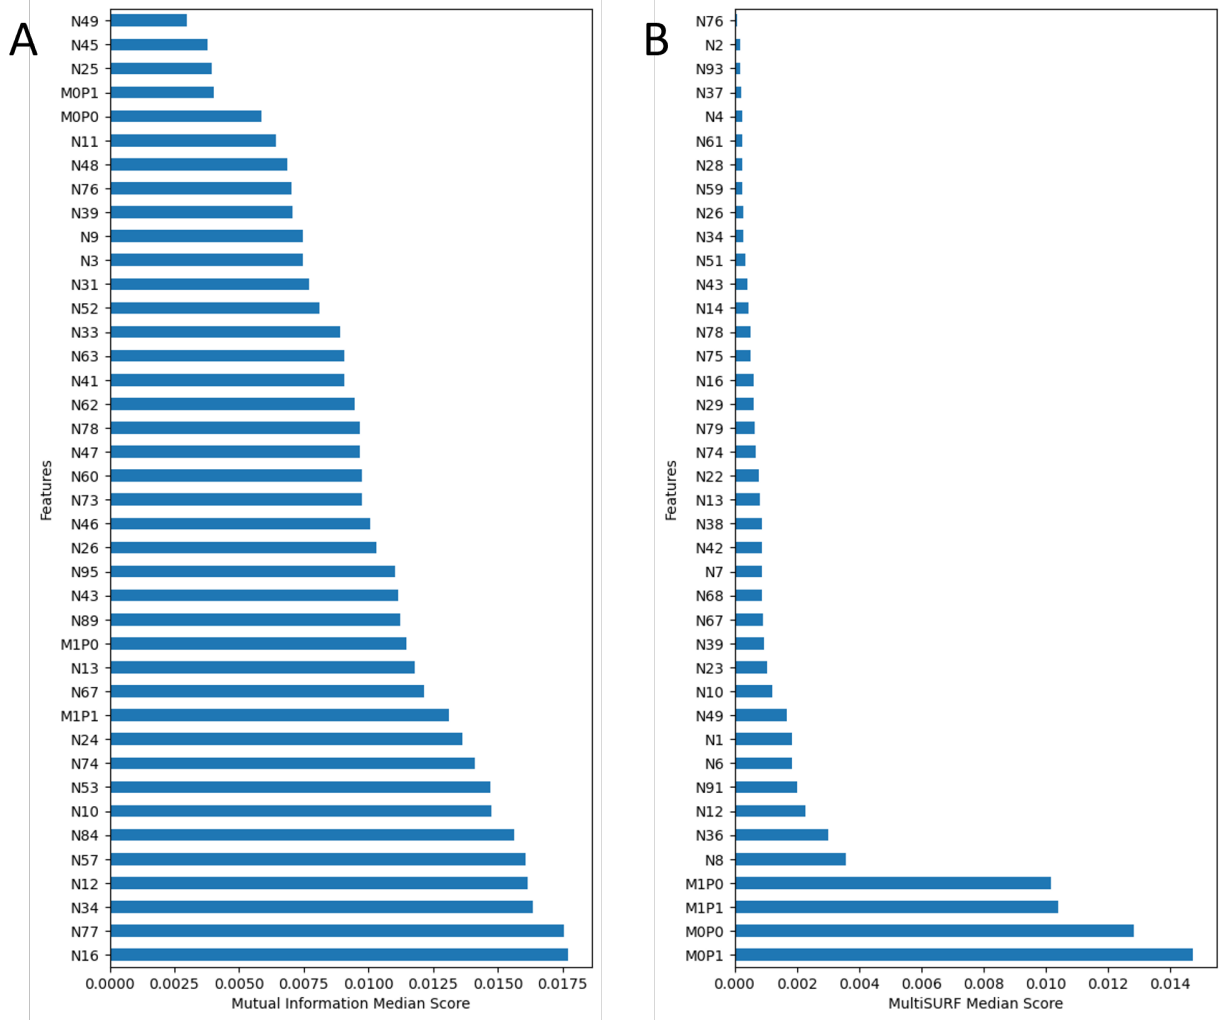 A
N49
N45
N25
M0P1
M0P0
N11
N48
N76
N39
N9
N3
N31
N52
N33
N63
N41
N62
N78
N47
N60
N73
N46
N26
N95
N43
N89
M1P0
N13
N67
M1P1
N24
N74
N53
N10
N84
N57
N12
N34
N77
N16
Features
0.0000 0.0025 0.0050 0.0075 0.0100 0.0125 0.0150 0.0175
Mutual Information Median Score
B
N76
N2
N93
N37
N4
N61
N28
N59
N26
N34
N51
N43
N14
N78
N75
N16
N29
N79
N74
N22
N13
N38
N42
N7
N68
N67
N39
N23
N10
N49
N1
N6
N91
N12
N36
N8
M1P0
M1P1
M0P0
M0P1
Features
0.000 0.002 0.004 0.006 0.008 0.010 0.012 0.014
MultiSURF Median Score